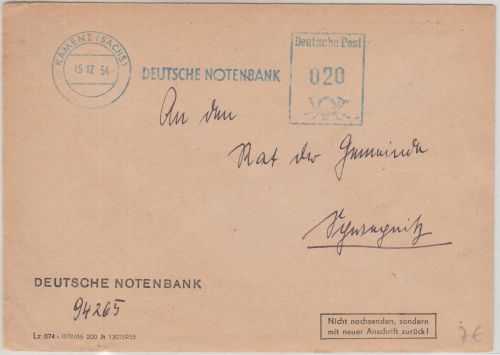 KAMENZ (SACHS)
15 12 54
DEUTSCHE NOTENBANK
Deutsche Post
020
An den
Rat der Gemeinde
DEUTSCHE NOTENBANK
94265
Nicht nachsenden, sondern
mit neuer Anschrift zurück!
7€